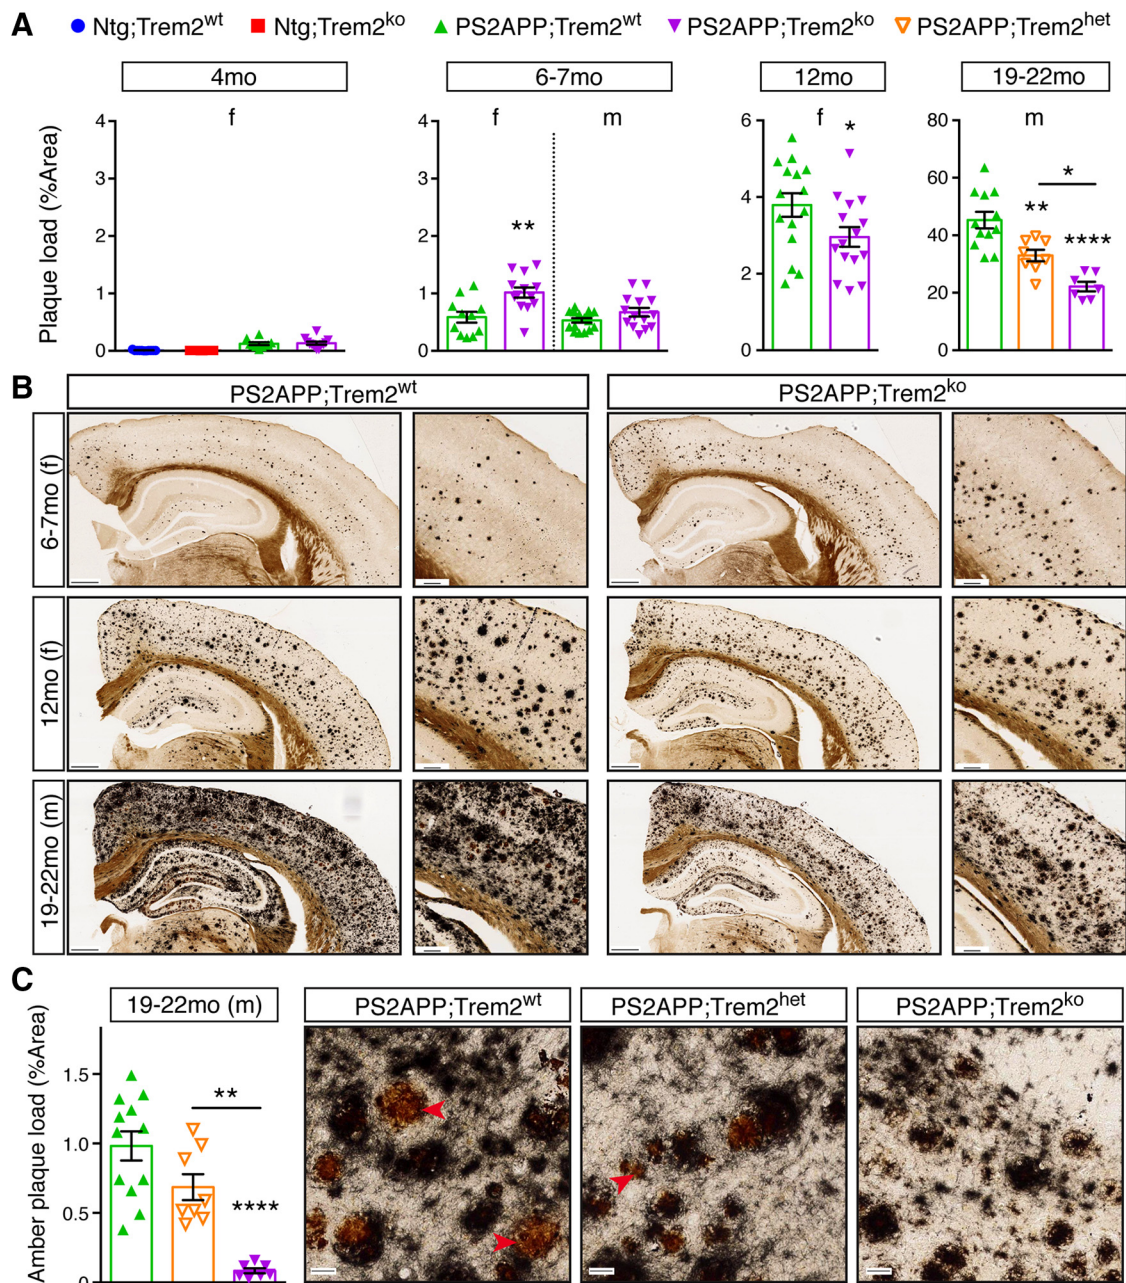 A
Ntg;Trem2wt Ntg;Trem2ko PS2APP;Trem2wt PS2APP;Trem2ko PS2APP;Trem2het
4mo 6-7mo 12mo 19-22mo
f f m f m
Plaque load (%Area)
4 3 2 1 0
4 3 2 1 0
**
6 4 2 0
*
80 60 40 20 0
*
**
****
B
PS2APP;Trem2wt PS2APP;Trem2ko
6-7mo (f)
12mo (f)
19-22mo (m)
C
19-22mo (m) PS2APP;Trem2wt PS2APP;Trem2het PS2APP;Trem2ko
Amber plaque load (%Area)
1.5
1.0
0.5
0
**
****